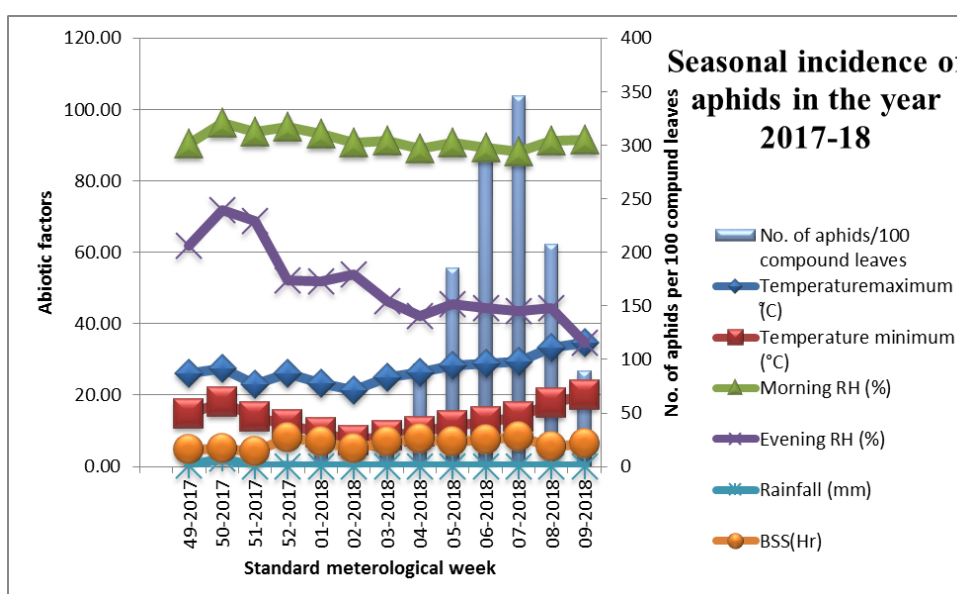 Seasonal incidence of
aphids in the year
2017-18
120.00
100.00
80.00
60.00
40.00
20.00
0.00
Abiotic factors
400
350
300
250
200
150
100
50
0
No. of aphids per 100 compound leaves
49-2017
50-2017
51-2017
52-2017
01-2018
02-2018
03-2018
04-2018
05-2018
06-2018
07-2018
08-2018
09-2018
Standard meterological week
No. of aphids/100
compound leaves
Temperaturemaximum
(˚C)
Temperature minimum
(°C)
Morning RH (%)
Evening RH (%)
Rainfall (mm)
BSS(Hr)